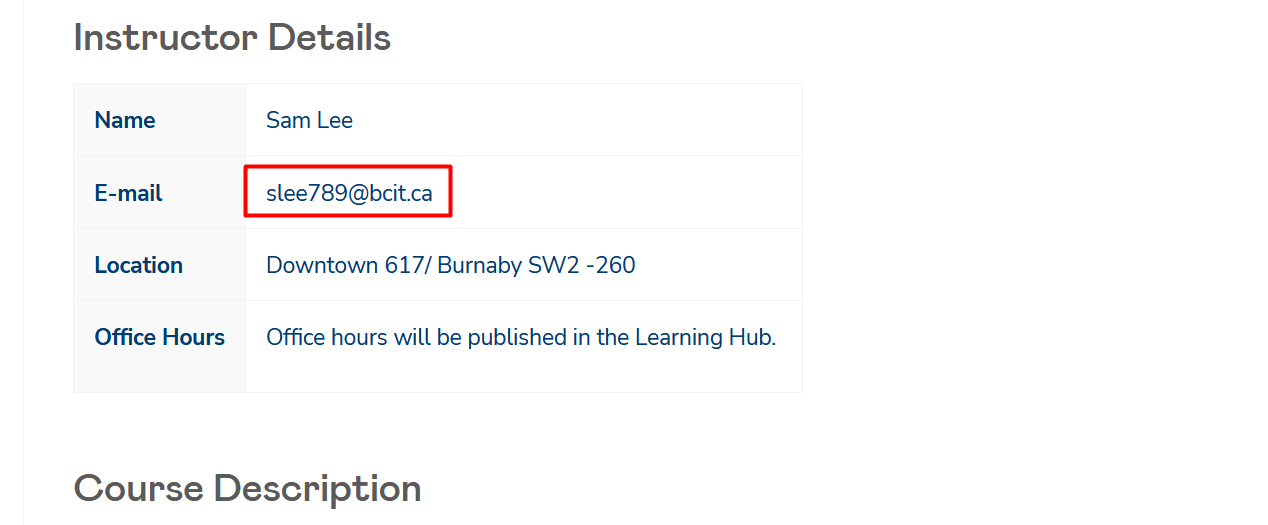 Instructor Details
Name Sam Lee
E-mail slee789@bcit.ca
Location Downtown 617/ Burnaby SW2 -260
Office Hours Office hours will be published in the Learning Hub.
Course Description